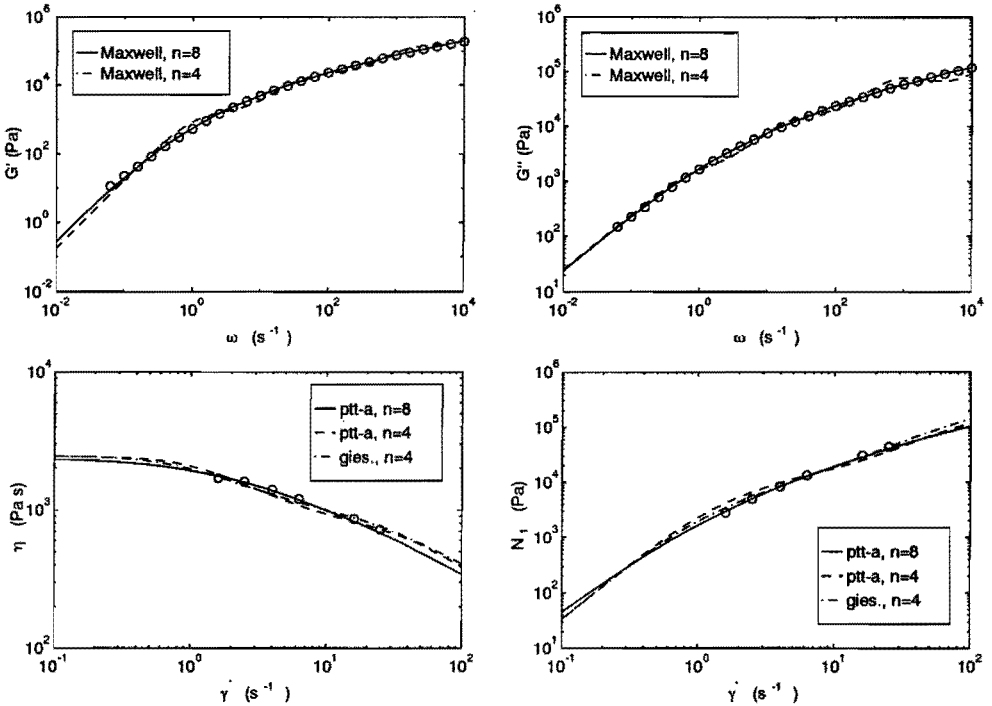 10^6
10^4
10^2
10^0
10^-2
G' (Pa)
Maxwell, n=8
Maxwell, n=4
10^-2
10^0
10^2
10^4
ω (s^-1)
10^6
10^5
10^4
10^3
10^2
10^1
G'' (Pa)
Maxwell, n=8
Maxwell, n=4
10^-2
10^0
10^2
10^4
ω (s^-1)
10^4
10^3
10^2
η (Pa s)
ptt-a, n=8
ptt-a, n=4
gies., n=4
10^-1
10^0
10^1
10^2
γ˙ (s^-1)
10^6
10^5
10^4
10^3
10^2
10^1
N_1 (Pa)
ptt-a, n=8
ptt-a, n=4
gies., n=4
10^-1
10^0
10^1
10^2
γ˙ (s^-1)